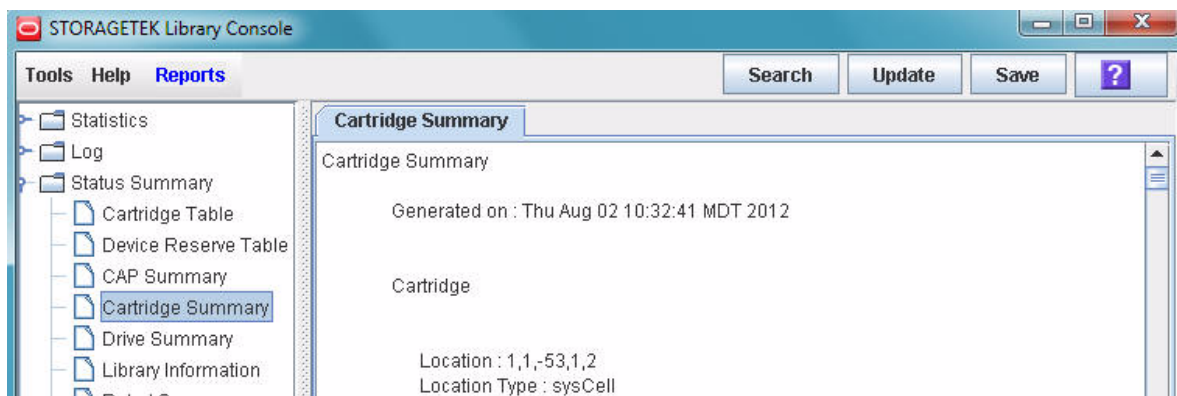 STORAGETEK Library Console
Tools Help Reports Search Update Save ?
Statistics
Log
Status Summary
Cartridge Table
Device Reserve Table
CAP Summary
Cartridge Summary
Drive Summary
Library Information
Cartridge Summary
Cartridge Summary
Generated on : Thu Aug 02 10:32:41 MDT 2012
Cartridge
Location : 1,1,-53,1,2
Location Type : sysCell